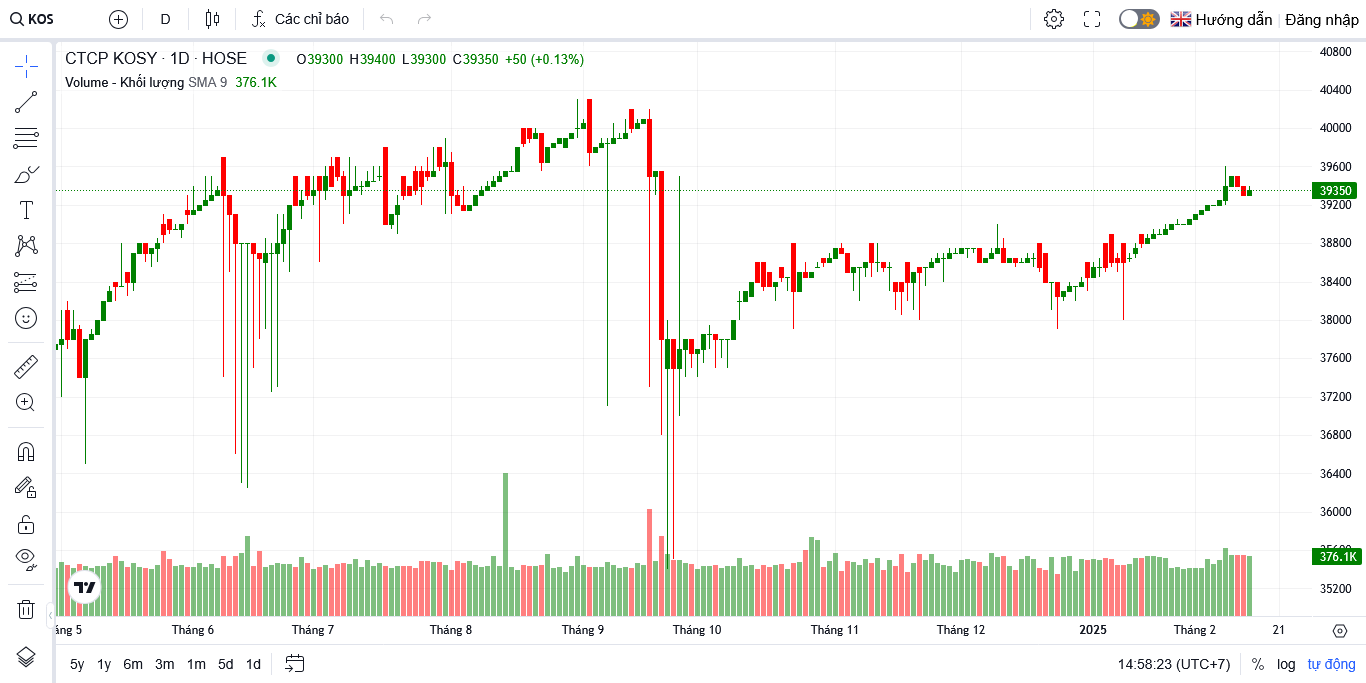 KOS D Các chỉ báo Hướng dẫn Đăng nhập
CTCP KOSY · 1D · HOSE O39300 H39400 L39300 C39350 +50 (+0.13%)
Volume - Khối lượng SMA 9 376.1K
40800
40400
40000
39600
39350
39200
38800
38400
38000
37600
37200
36800
36400
36000
376.1K
35200
áng 5 Tháng 6 Tháng 7 Tháng 8 Tháng 9 Tháng 10 Tháng 11 Tháng 12 2025 Tháng 2 21
5y 1y 6m 3m 1m 5d 1d 14:58:23 (UTC+7) % log tự động